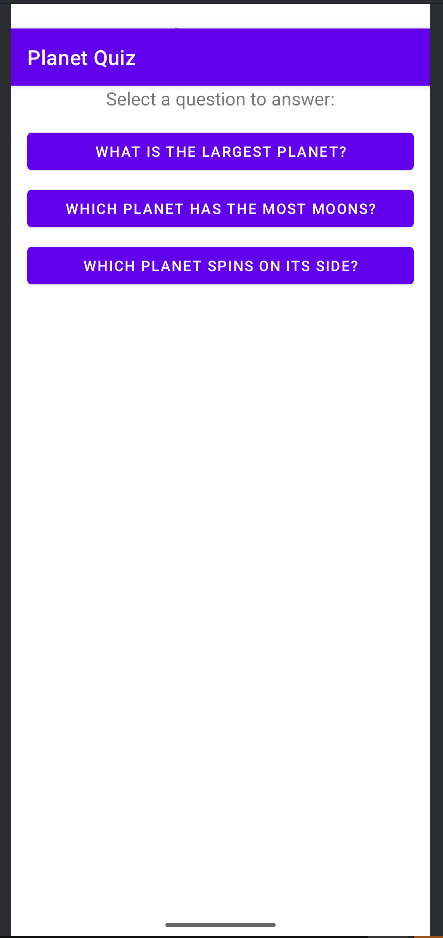 Planet Quiz
Select a question to answer:
WHAT IS THE LARGEST PLANET?
WHICH PLANET HAS THE MOST MOONS?
WHICH PLANET SPINS ON ITS SIDE?